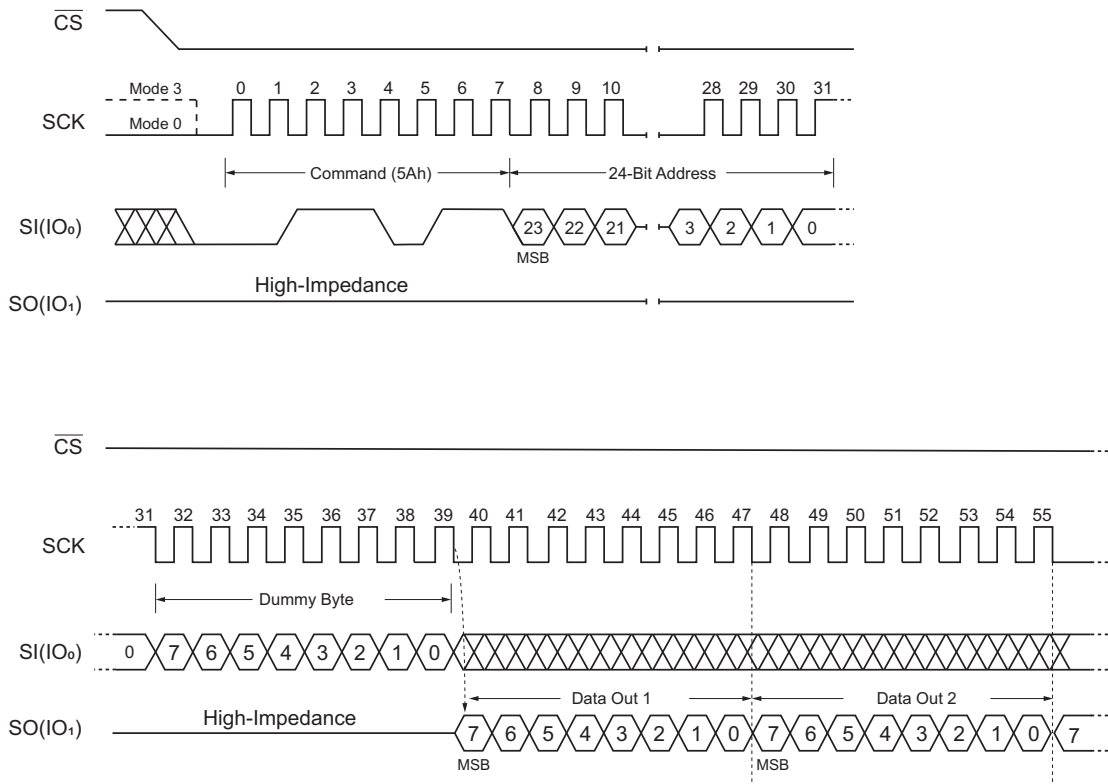 CS
Mode 3
0 1 2 3 4 5 6 7 8 9 10 28 29 30 31
SCK
Mode 0
Command (5Ah)
24-Bit Address
SI(IO₀)
23 22 21 3 2 1 0
MSB
High-Impedance
SO(IO₁)
CS
31 32 33 34 35 36 37 38 39 40 41 42 43 44 45 46 47 48 49 50 51 52 53 54 55
SCK
Dummy Byte
SI(IO₀)
0 7 6 5 4 3 2 1 0
Data Out 1
Data Out 2
High-Impedance
SO(IO₁)
7 6 5 4 3 2 1 0 7 6 5 4 3 2 1 0 7
MSB
MSB